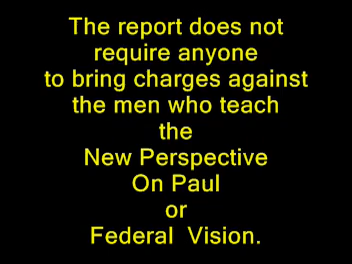 The report does not
require anyone
to bring charges against
the men who teach
the
New Perspective
On Paul
or
Federal Vision.